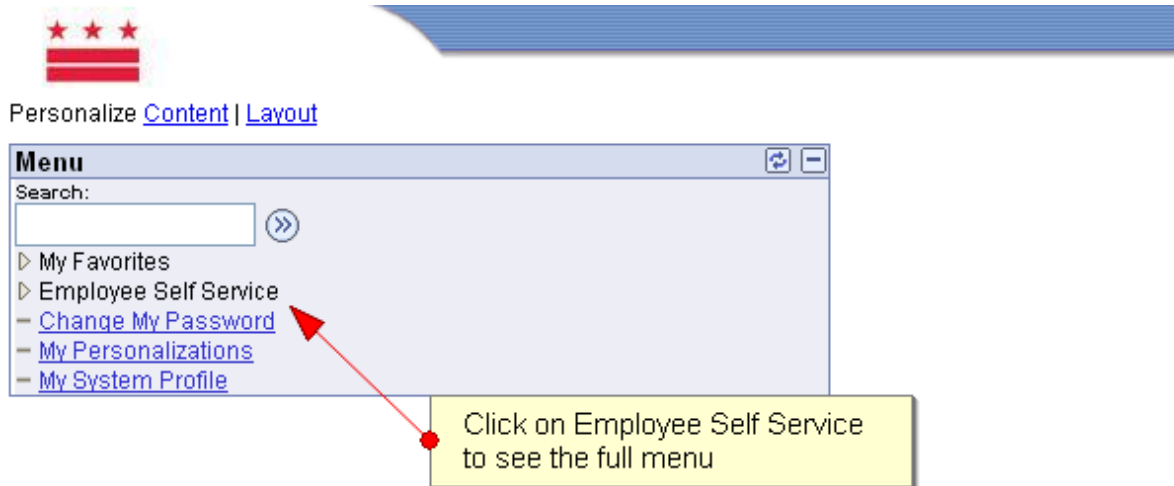 Personalize Content | Layout
Menu
Search:
My Favorites
Employee Self Service
Change My Password
My Personalizations
My System Profile
Click on Employee Self Service
to see the full menu